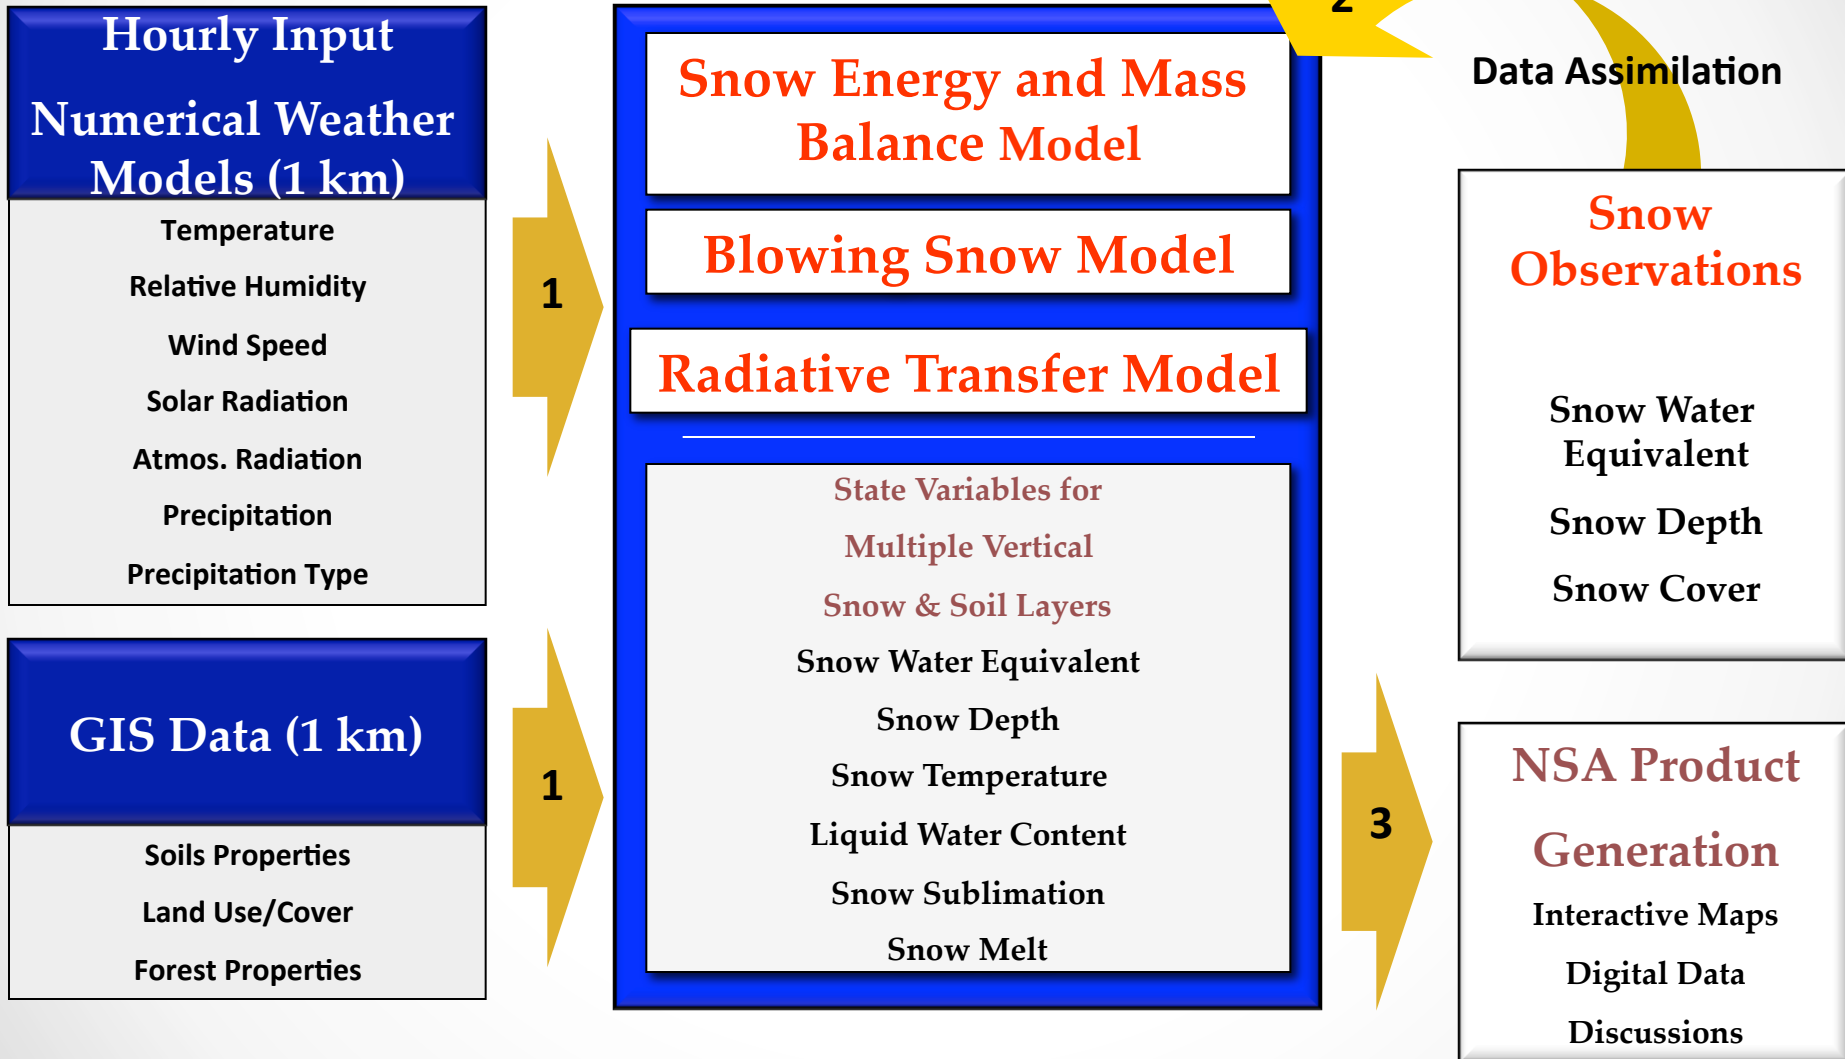 Hourly Input
Numerical Weather
Models (1 km)
Temperature
Relative Humidity
Wind Speed
Solar Radiation
Atmos. Radiation
Precipitation
Precipitation Type
GIS Data (1 km)
Soils Properties
Land Use/Cover
Forest Properties
1
1
Snow Energy and Mass
Balance Model
Blowing Snow Model
Radiative Transfer Model
State Variables for
Multiple Vertical
Snow & Soil Layers
Snow Water Equivalent
Snow Depth
Snow Temperature
Liquid Water Content
Snow Sublimation
Snow Melt
2
Data Assimilation
Snow
Observations
Snow Water
Equivalent
Snow Depth
Snow Cover
3
NSA Product
Generation
Interactive Maps
Digital Data
Discussions